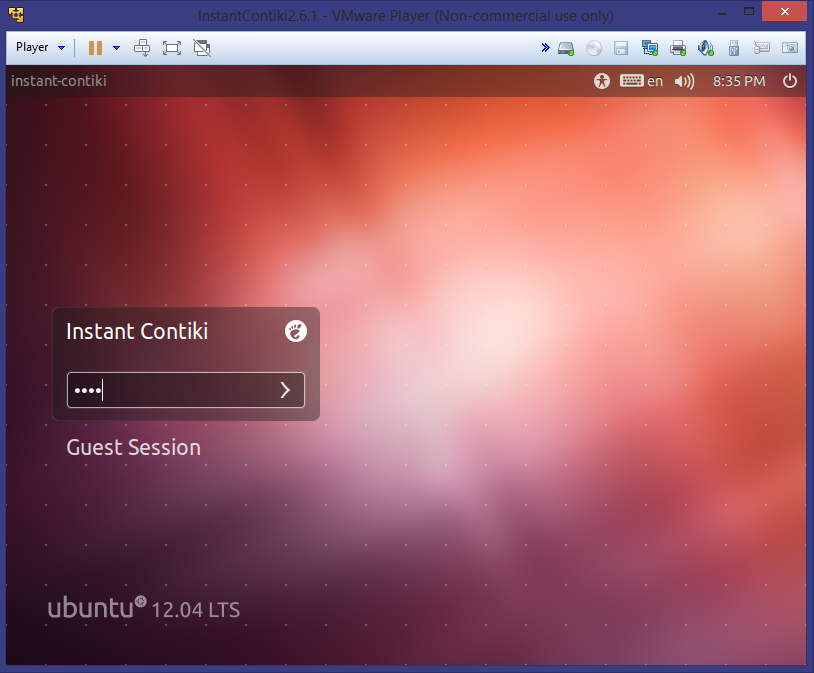 InstantContiki2.6.1 - VMware Player (Non-commercial use only)
Player
instant-contiki
en
8:35 PM
Instant Contiki
••••
Guest Session
ubuntu 12.04 LTS